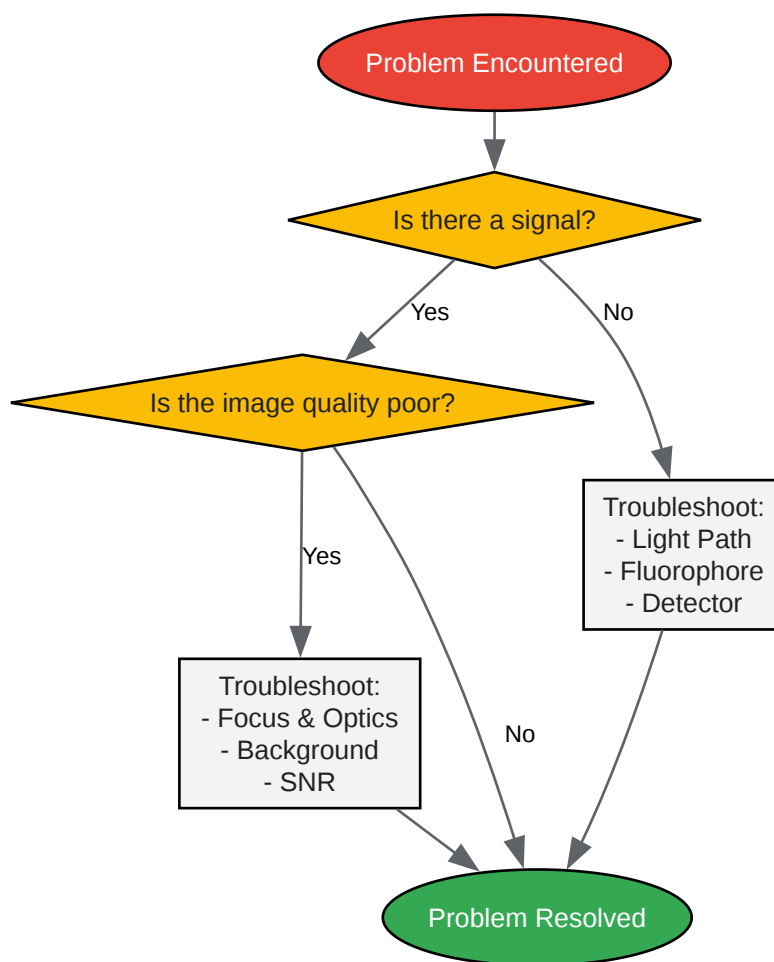 Problem Encountered
Is there a signal?
Yes
No
Is the image quality poor?
Troubleshoot:
- Light Path
- Fluorophore
- Detector
Yes
Troubleshoot:
- Focus & Optics
- Background
- SNR
No
Problem Resolved